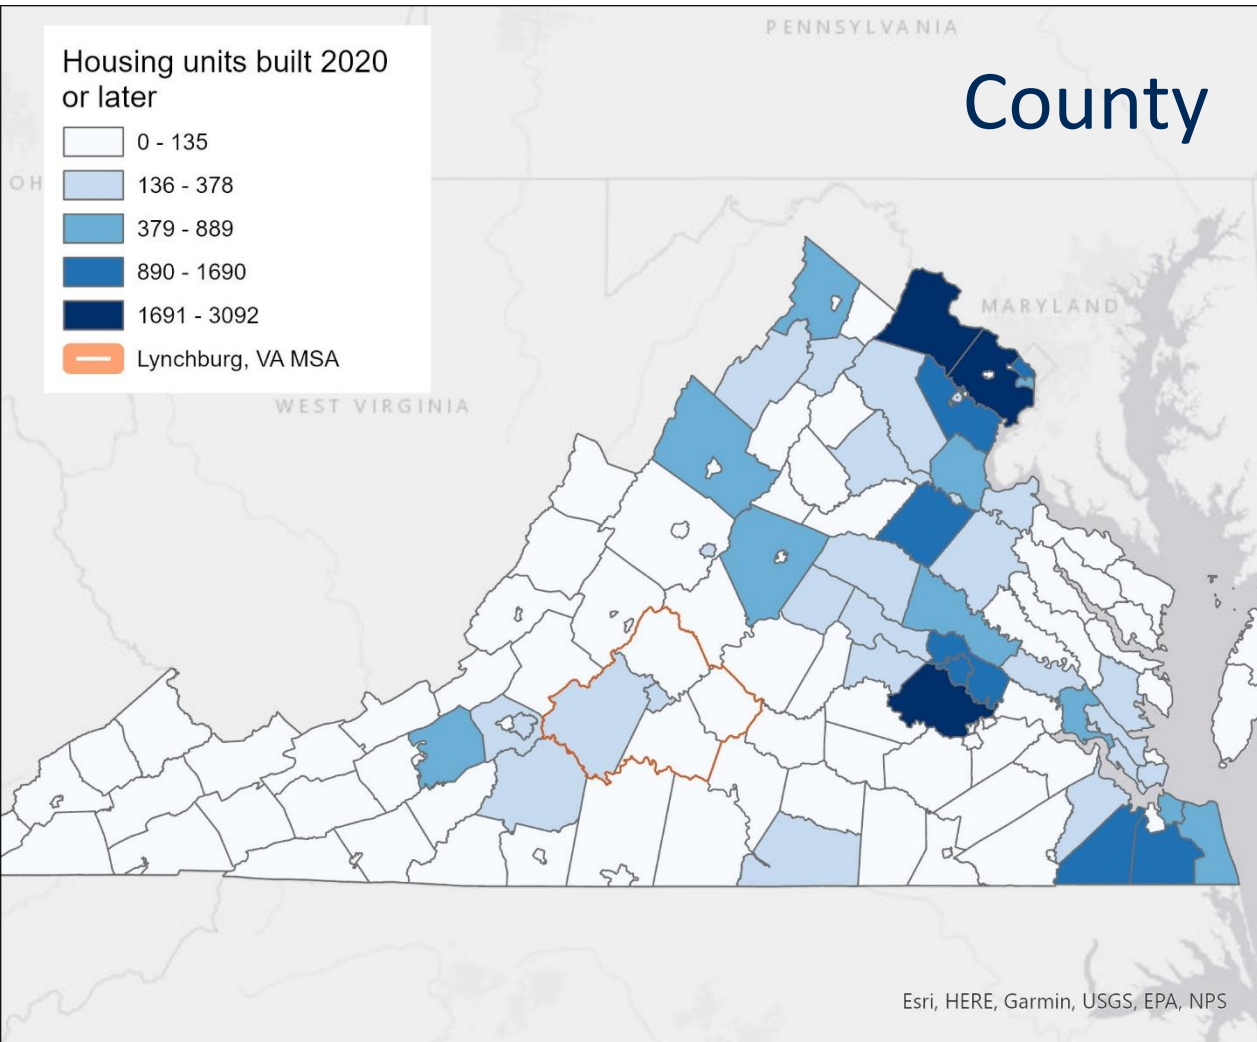 PENNSYLVANIA
Housing units built 2020
or later
County
0 - 135
OH
136 - 378
379 - 889
890 - 1690
1691 - 3092
MARYLAND
Lynchburg, VA MSA
WEST VIRGINIA
Esri, HERE, Garmin, USGS, EPA, NPS